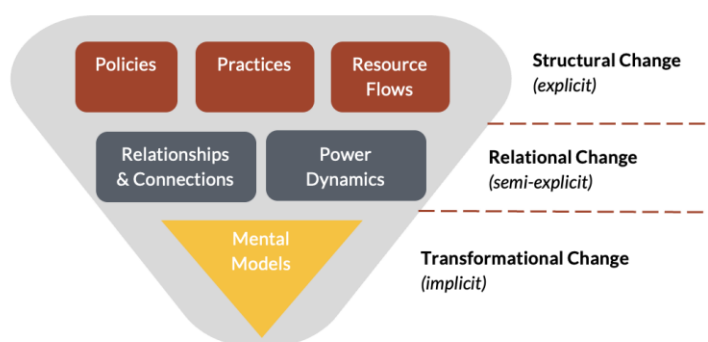 Policies
Practices
Resource
Flows
Structural Change
(explicit)
Relationships
& Connections
Power
Dynamics
Relational Change
(semi-explicit)
Mental
Models
Transformational Change
(implicit)